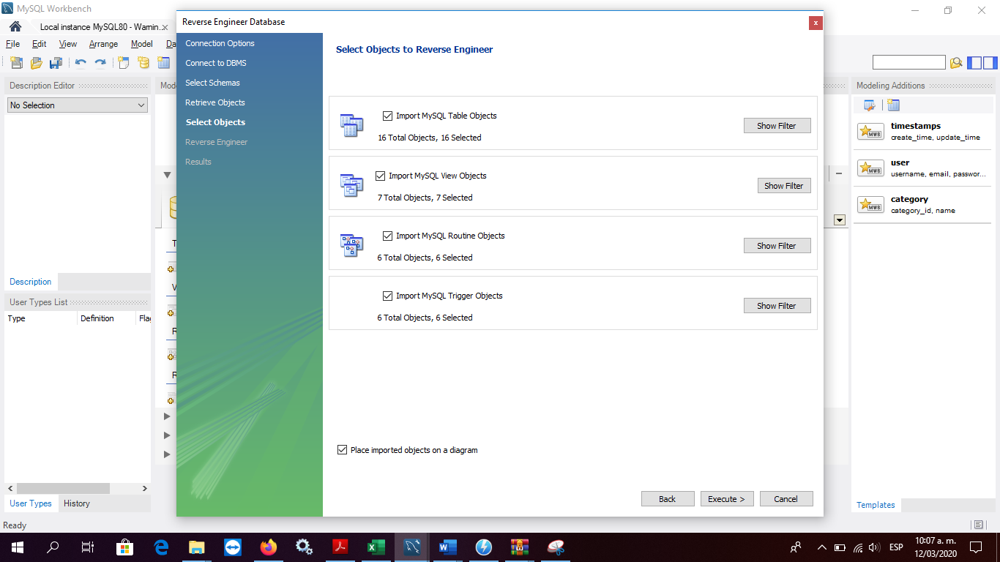 MySQL Workbench
Local instance MySQL80 - Warnin...
File Edit View Arrange Model Da
Description Editor
No Selection
Description
User Types List
Type Definition Flag
User Types History
Ready
Mode
T
V
R
R
Reverse Engineer Database
x
Connection Options
Connect to DBMS
Select Schemas
Retrieve Objects
Select Objects
Reverse Engineer
Results
Select Objects to Reverse Engineer
Import MySQL Table Objects
16 Total Objects, 16 Selected
Show Filter
Import MySQL View Objects
7 Total Objects, 7 Selected
Show Filter
Import MySQL Routine Objects
6 Total Objects, 6 Selected
Show Filter
Import MySQL Trigger Objects
6 Total Objects, 6 Selected
Show Filter
Place imported objects on a diagram
Back Execute > Cancel
Modeling Additions
MWB
timestamps
create_time, update_time
MWB
user
username, email, passwor...
MWB
category
category_id, name
Templates
ESP
10:07 a. m.
12/03/2020